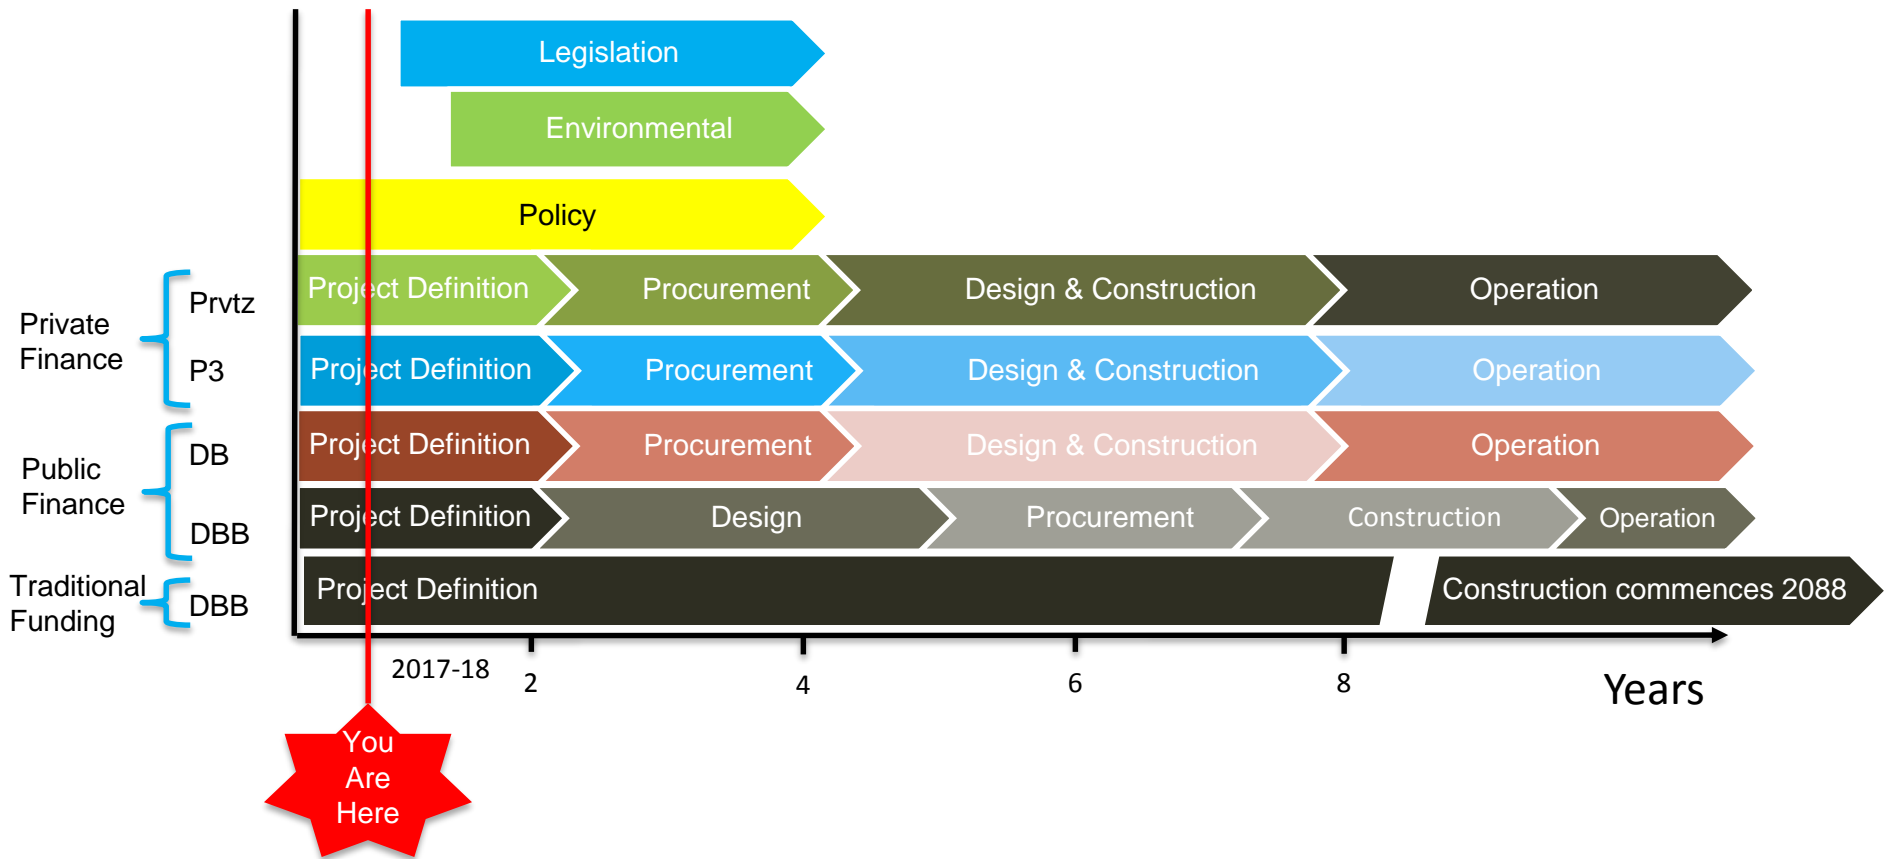 Legislation
Environmental
Policy
Private
Finance
Prvtz
Project Definition
Procurement
Design & Construction
Operation
P3
Project Definition
Procurement
Design & Construction
Operation
Public
Finance
DB
Project Definition
Procurement
Design & Construction
Operation
DBB
Project Definition
Design
Procurement
Construction
Operation
Traditional
Funding
DBB
Project Definition
Construction commences 2088
2017-18
2
4
6
8
Years
You
Are
Here